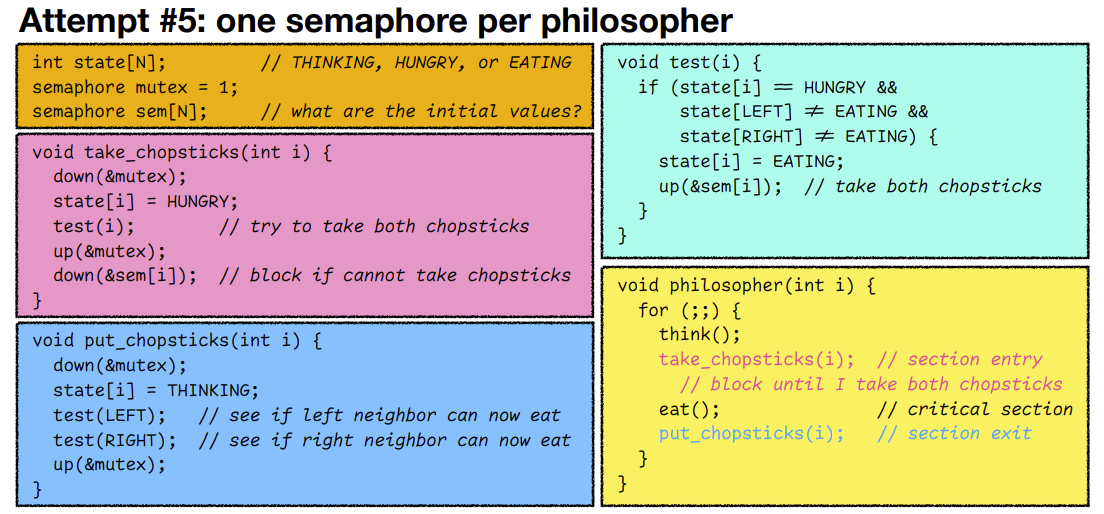 Attempt #5: one semaphore per philosopher
int state[N];         // THINKING, HUNGRY, or EATING
semaphore mutex = 1;
semaphore sem[N];     // what are the initial values?
void take_chopsticks(int i) {
  down(&mutex);
  state[i] = HUNGRY;
  test(i);        // try to take both chopsticks
  up(&mutex);
  down(&sem[i]);  // block if cannot take chopsticks
}
void put_chopsticks(int i) {
  down(&mutex);
  state[i] = THINKING;
  test(LEFT);   // see if left neighbor can now eat
  test(RIGHT);  // see if right neighbor can now eat
  up(&mutex);
}
void test(i) {
  if (state[i] == HUNGRY &&
      state[LEFT] ≠ EATING &&
      state[RIGHT] ≠ EATING) {
    state[i] = EATING;
    up(&sem[i]);  // take both chopsticks
  }
}
void philosopher(int i) {
  for (;;) {
    think();
    take_chopsticks(i);  // section entry
      // block until I take both chopsticks
    eat();               // critical section
    put_chopsticks(i);   // section exit
  }
}